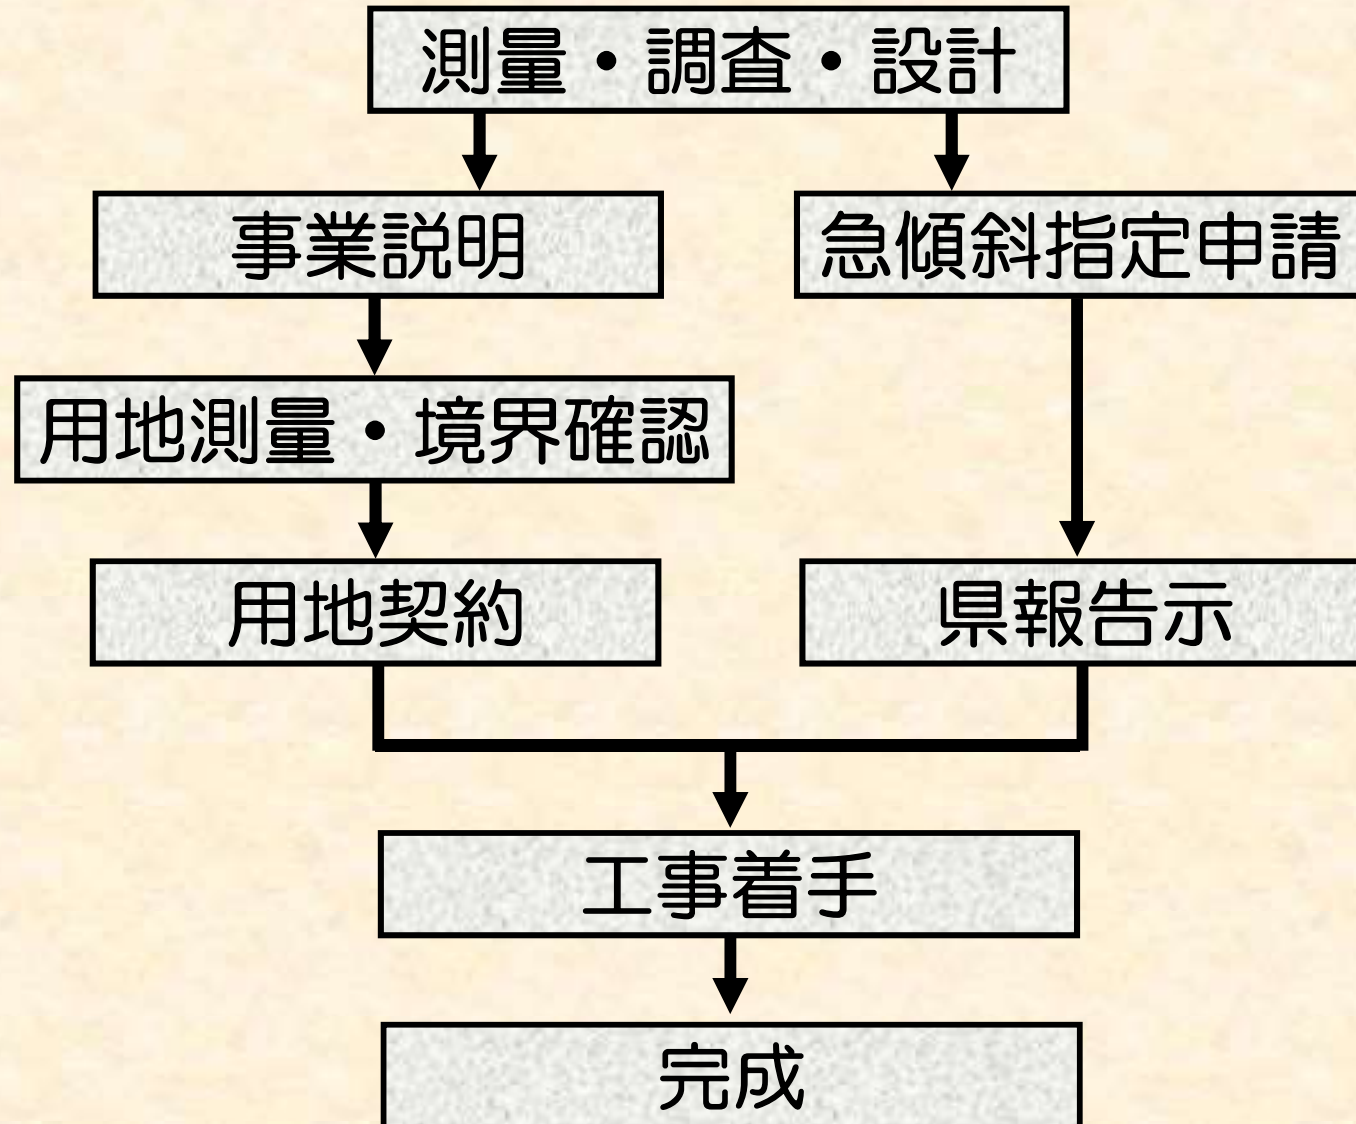 測量・調査・設計
事業説明
急傾斜指定申請
用地測量・境界確認
用地契約
県報告示
工事着手
完成